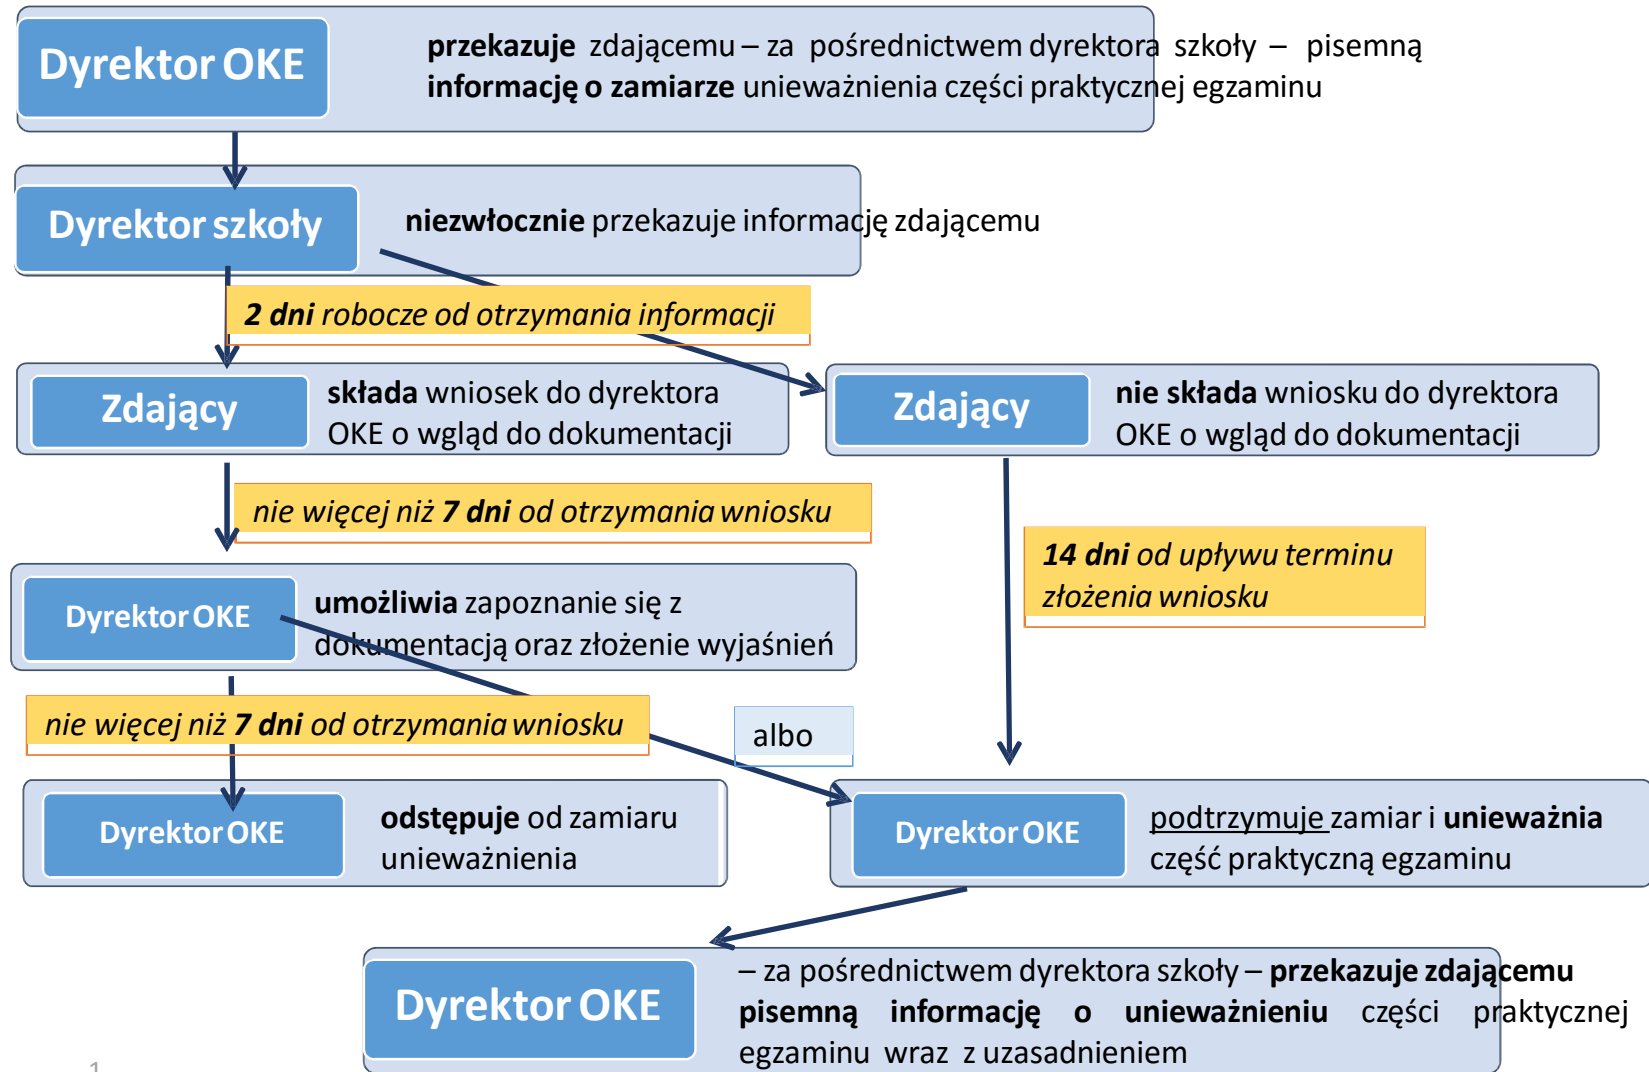 Dyrektor OKE
przekazuje zdającemu – za pośrednictwem dyrektora szkoły – pisemną
informację o zamiarze unieważnienia części praktycznej egzaminu
Dyrektor szkoły
niezwłocznie przekazuje informację zdającemu
2 dni robocze od otrzymania informacji
Zdający
składa wniosek do dyrektora
OKE o wgląd do dokumentacji
Zdający
nie składa wniosku do dyrektora
OKE o wgląd do dokumentacji
nie więcej niż 7 dni od otrzymania wniosku
14 dni od upływu terminu
złożenia wniosku
Dyrektor OKE
umożliwia zapoznanie się z
dokumentacją oraz złożenie wyjaśnień
nie więcej niż 7 dni od otrzymania wniosku
albo
Dyrektor OKE
odstępuje od zamiaru
unieważnienia
Dyrektor OKE
podtrzymuje zamiar i unieważnia
część praktyczną egzaminu
Dyrektor OKE
– za pośrednictwem dyrektora szkoły – przekazuje zdającemu
pisemną informację o unieważnieniu części praktycznej
egzaminu wraz z uzasadnieniem
1